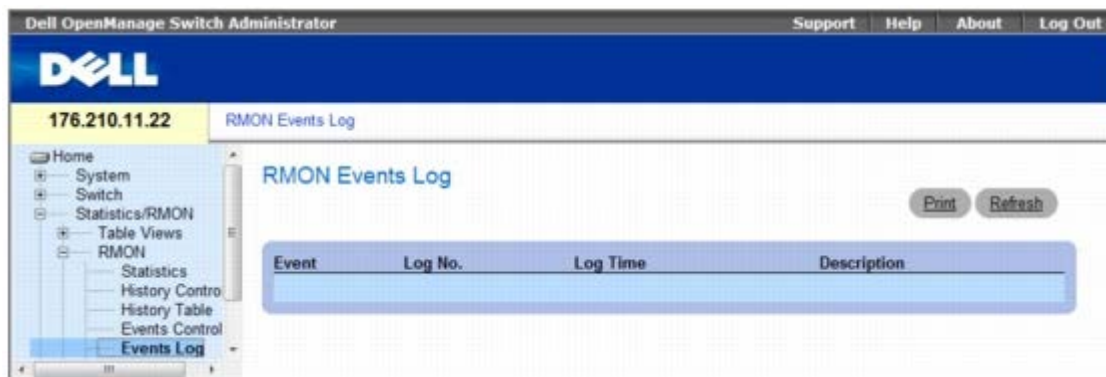 Dell OpenManage Switch Administrator
Support Help About Log Out
DELL
176.210.11.22
RMON Events Log
Home
System
Switch
Statistics/RMON
Table Views
RMON
Statistics
History Contro
History Table
Events Control
Events Log
RMON Events Log
Print Refresh
Event Log No. Log Time Description